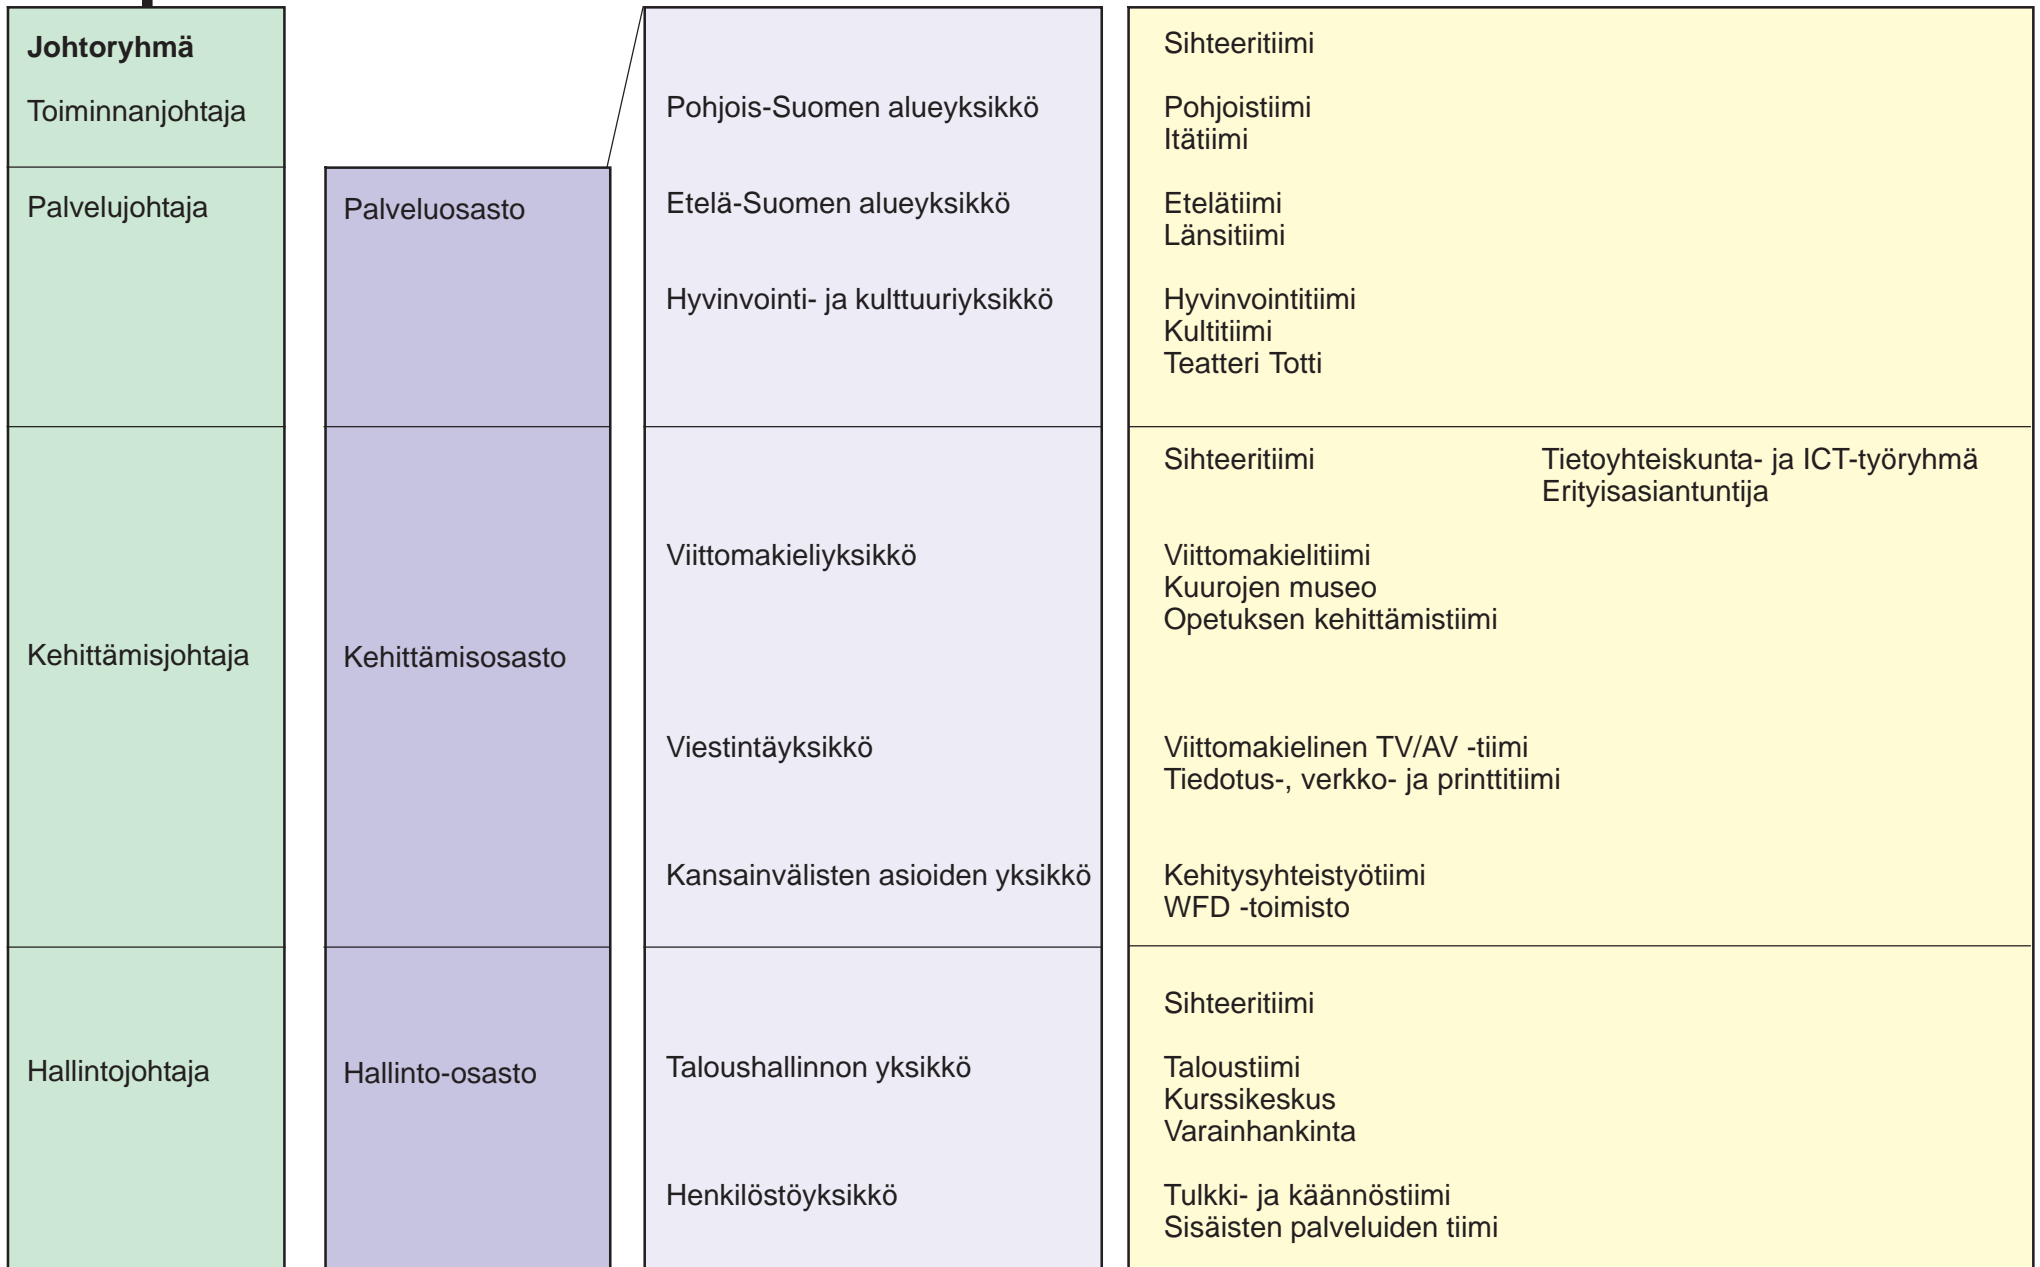 Johtoryhmä
Toiminnanjohtaja
Palvelujohtaja
Kehittämisjohtaja
Hallintojohtaja
Palveluosasto
Kehittämisosasto
Hallinto-osasto
Pohjois-Suomen alueyksikkö
Etelä-Suomen alueyksikkö
Hyvinvointi- ja kulttuuriyksikkö
Viittomakieliyksikkö
Viestintäyksikkö
Kansainvälisten asioiden yksikkö
Taloushallinnon yksikkö
Henkilöstöyksikkö
Sihteeritiimi
Pohjoistiimi
Itätiimi
Etelätiimi
Länsitiimi
Hyvinvointitiimi
Kultitiimi
Teatteri Totti
Sihteeritiimi
Tietoyhteiskunta- ja ICT-työryhmä
Erityisasiantuntija
Viittomakielitiimi
Kuurojen museo
Opetuksen kehittämistiimi
Viittomakielinen TV/AV -tiimi
Tiedotus-, verkko- ja printtitiimi
Kehitysyhteistyötiimi
WFD -toimisto
Sihteeritiimi
Taloustiimi
Kurssikeskus
Varainhankinta
Tulkki- ja käännöstiimi
Sisäisten palveluiden tiimi